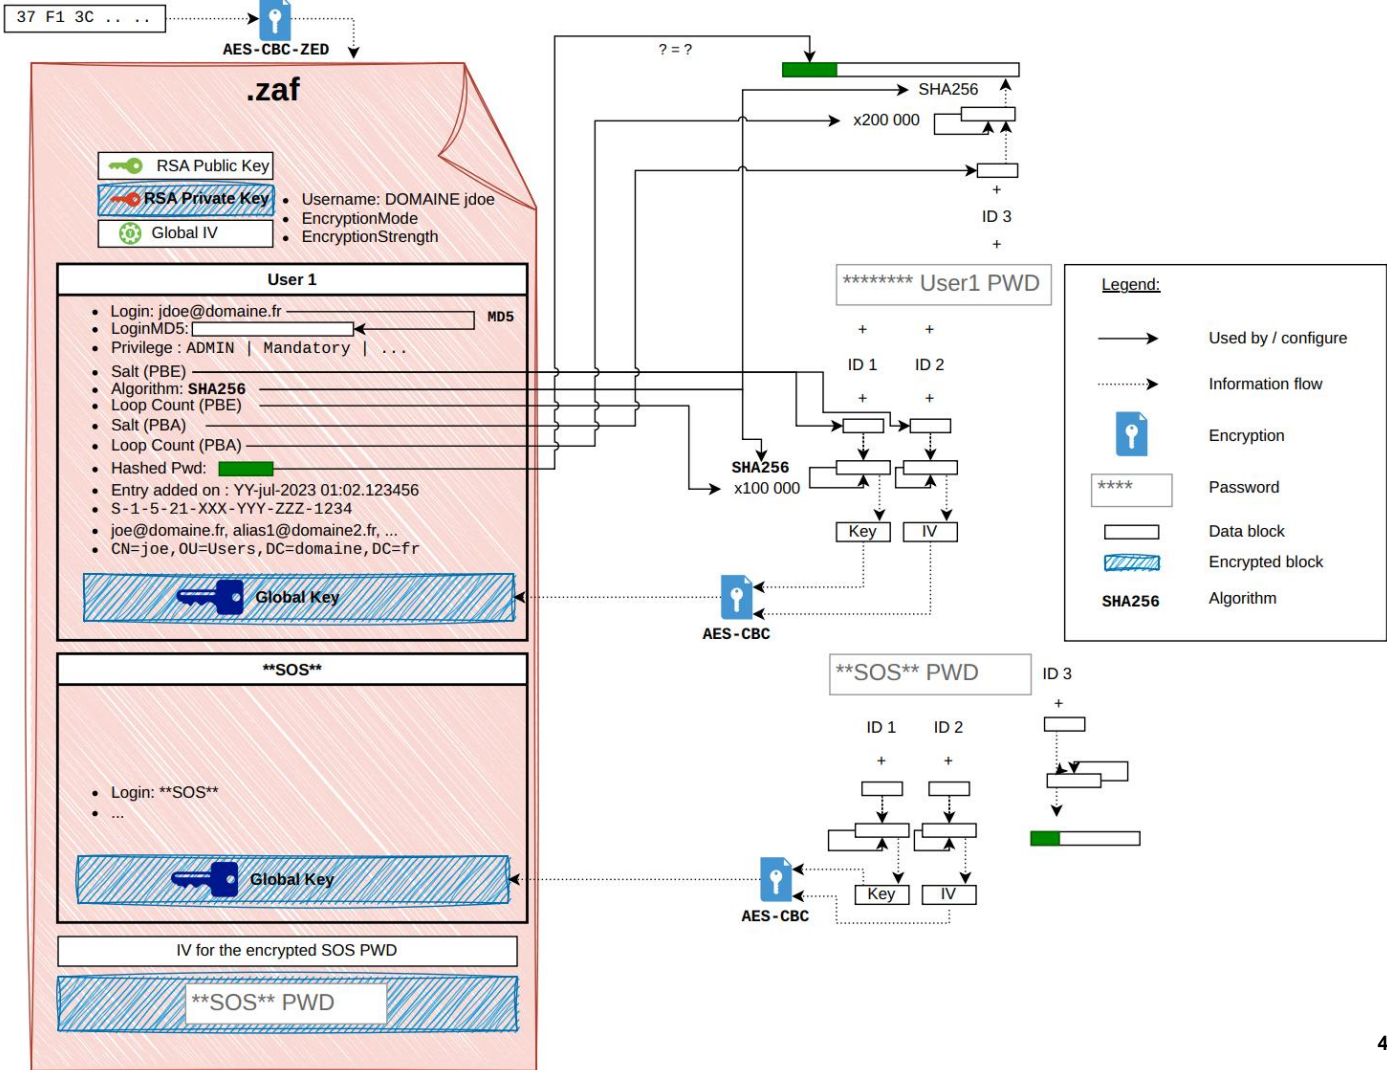 37 F1 3C .. ..
AES-CBC-ZED
.zaf
RSA Public Key
RSA Private Key
Global IV
• Username: DOMAINE jdoe
• EncryptionMode
• EncryptionStrength
User 1
• Login: jdoe@domaine.fr
MD5
• LoginMD5:
• Privilege : ADMIN | Mandatory | ...
• Salt (PBE)
• Algorithm: SHA256
• Loop Count (PBE)
• Salt (PBA)
• Loop Count (PBA)
• Hashed Pwd:
• Entry added on : YY-jul-2023 01:02.123456
• S-1-5-21-XXX-YYY-ZZZ-1234
• joe@domaine.fr, alias1@domaine2.fr, ...
• CN=joe,OU=Users,DC=domaine,DC=fr
Global Key
**SOS**
• Login: **SOS**
• ...
Global Key
IV for the encrypted SOS PWD
**SOS** PWD
? = ?
SHA256
x200 000
+
ID 3
+
******** User1 PWD
+ +
ID 1 ID 2
+ +
SHA256
x100 000
Key IV
AES-CBC
**SOS** PWD
ID 3
+
ID 1 ID 2
+ +
Key IV
AES-CBC
Legend:
Used by / configure
Information flow
Encryption
**** Password
Data block
Encrypted block
SHA256 Algorithm
4